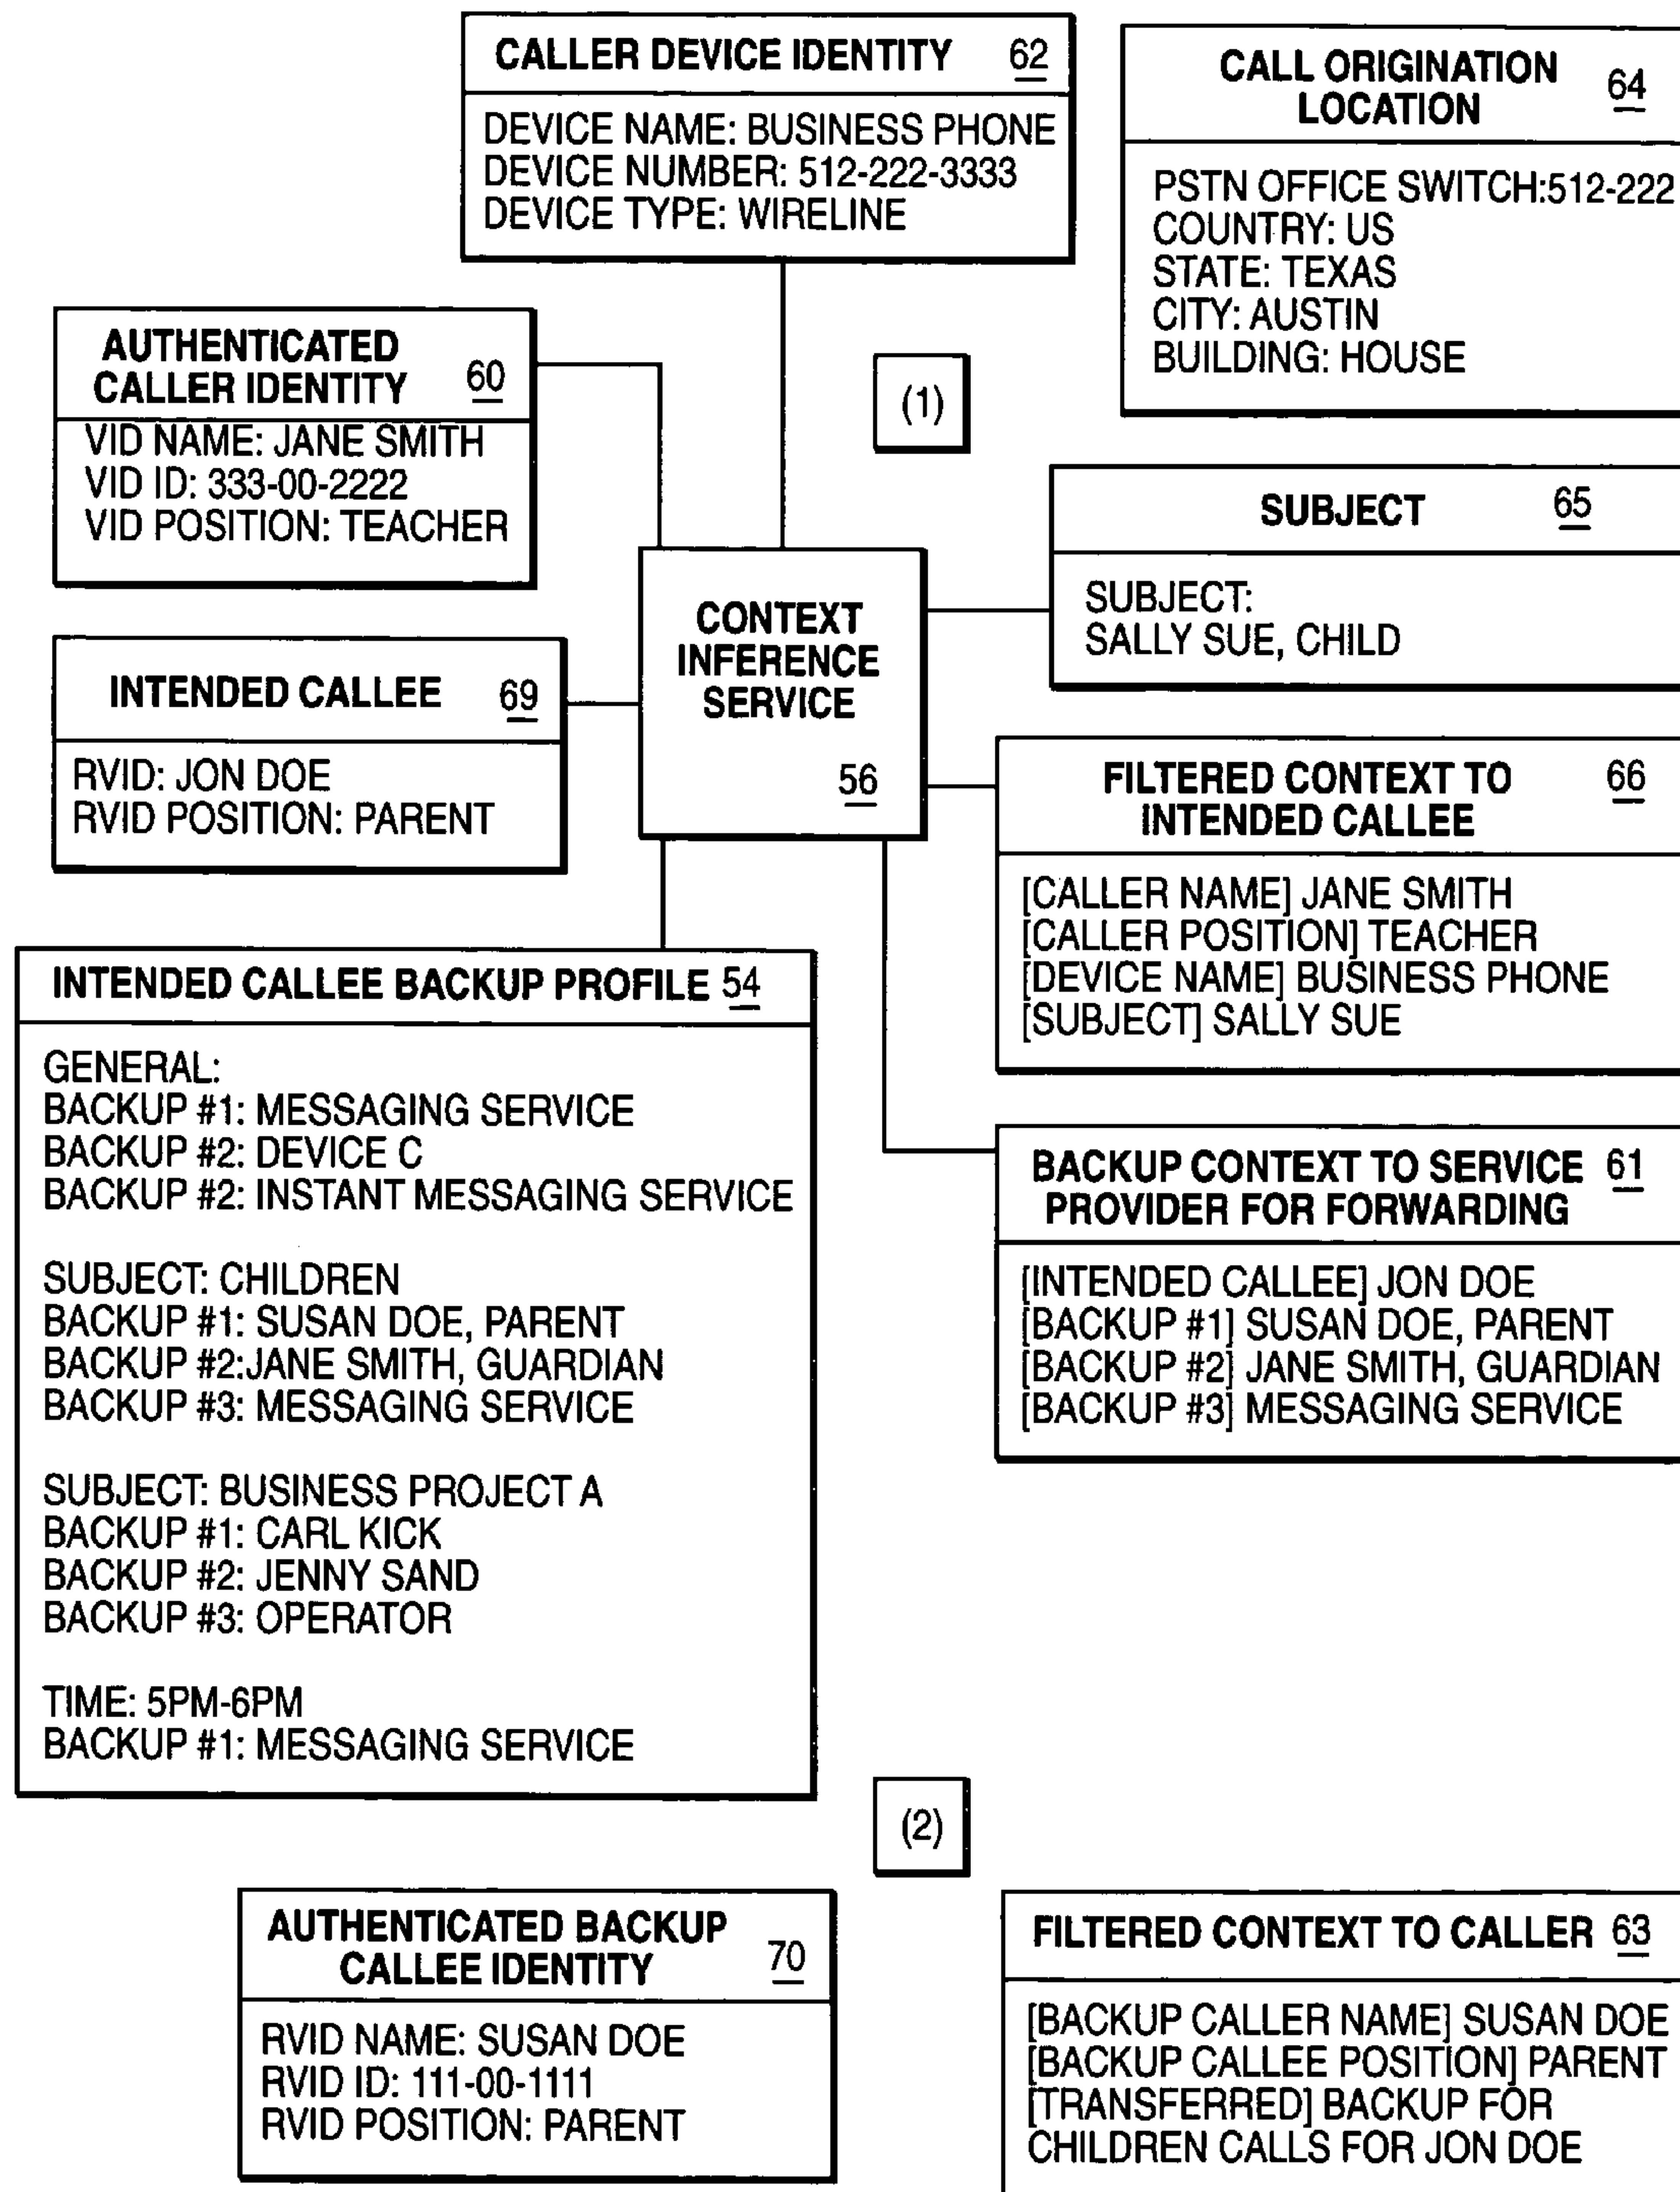 CALLER DEVICE IDENTITY 62
DEVICE NAME: BUSINESS PHONE
DEVICE NUMBER: 512-222-3333
DEVICE TYPE: WIRELINE
CALL ORIGINATION
LOCATION
64
PSTN OFFICE SWITCH:512-222
COUNTRY: US
STATE: TEXAS
CITY: AUSTIN
BUILDING: HOUSE
AUTHENTICATED
CALLER IDENTITY 60
VID NAME: JANE SMITH
VID ID: 333-00-2222
VID POSITION: TEACHER
(1)
SUBJECT 65
SUBJECT:
SALLY SUE, CHILD
CONTEXT
INFERENCE
SERVICE
56
INTENDED CALLEE 69
RVID: JON DOE
RVID POSITION: PARENT
FILTERED CONTEXT TO 66
INTENDED CALLEE
[CALLER NAME] JANE SMITH
[CALLER POSITION] TEACHER
[DEVICE NAME] BUSINESS PHONE
[SUBJECT] SALLY SUE
INTENDED CALLEE BACKUP PROFILE 54
GENERAL:
BACKUP #1: MESSAGING SERVICE
BACKUP #2: DEVICE C
BACKUP #2: INSTANT MESSAGING SERVICE
SUBJECT: CHILDREN
BACKUP #1: SUSAN DOE, PARENT
BACKUP #2:JANE SMITH, GUARDIAN
BACKUP #3: MESSAGING SERVICE
SUBJECT: BUSINESS PROJECT A
BACKUP #1: CARL KICK
BACKUP #2: JENNY SAND
BACKUP #3: OPERATOR
TIME: 5PM-6PM
BACKUP #1: MESSAGING SERVICE
BACKUP CONTEXT TO SERVICE 61
PROVIDER FOR FORWARDING
[INTENDED CALLEE] JON DOE
[BACKUP #1] SUSAN DOE, PARENT
[BACKUP #2] JANE SMITH, GUARDIAN
[BACKUP #3] MESSAGING SERVICE
(2)
AUTHENTICATED BACKUP
CALLEE IDENTITY 70
RVID NAME: SUSAN DOE
RVID ID: 111-00-1111
RVID POSITION: PARENT
FILTERED CONTEXT TO CALLER 63
[BACKUP CALLER NAME] SUSAN DOE
[BACKUP CALLEE POSITION] PARENT
[TRANSFERRED] BACKUP FOR
CHILDREN CALLS FOR JON DOE